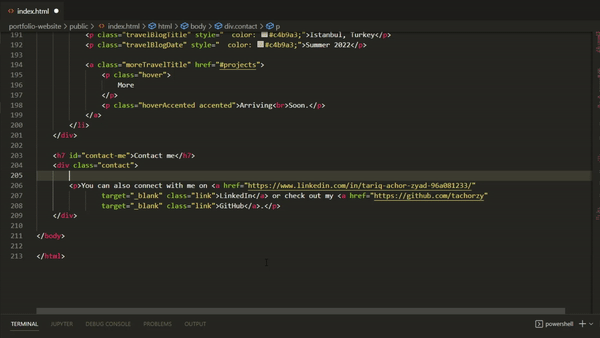 index.html
portfolio-website > public > index.html > html > body > div.contact > p
191 <p class="travelBlogTitle" style="  color: #c4b9a3;">Istanbul, Turkey</p>
192 <p class="travelBlogDate" style="  color: #c4b9a3;">Summer 2022</p>
193
194 <a class="moreTravelTitle" href="#projects">
195 <p class="hover">
196 More
197 </p>
198 <p class="hoverAccented accented">Arriving<br>Soon.</p>
199 </a>
200 </li>
201 </div>
202
203 <h7 id="contact-me">Contact me</h7>
204 <div class="contact">
205
206 <p>You can also connect with me on <a href="https://www.linkedin.com/in/tariq-achor-zyad-96a081233/"
207 target="_blank" class="link">LinkedIn</a> or check out my <a href="https://github.com/tachorzy"
208 target="_blank" class="link">GitHub</a>.</p>
209 </div>
210
211 </body>
212
213 </html>
TERMINAL JUPYTER DEBUG CONSOLE PROBLEMS OUTPUT powershell